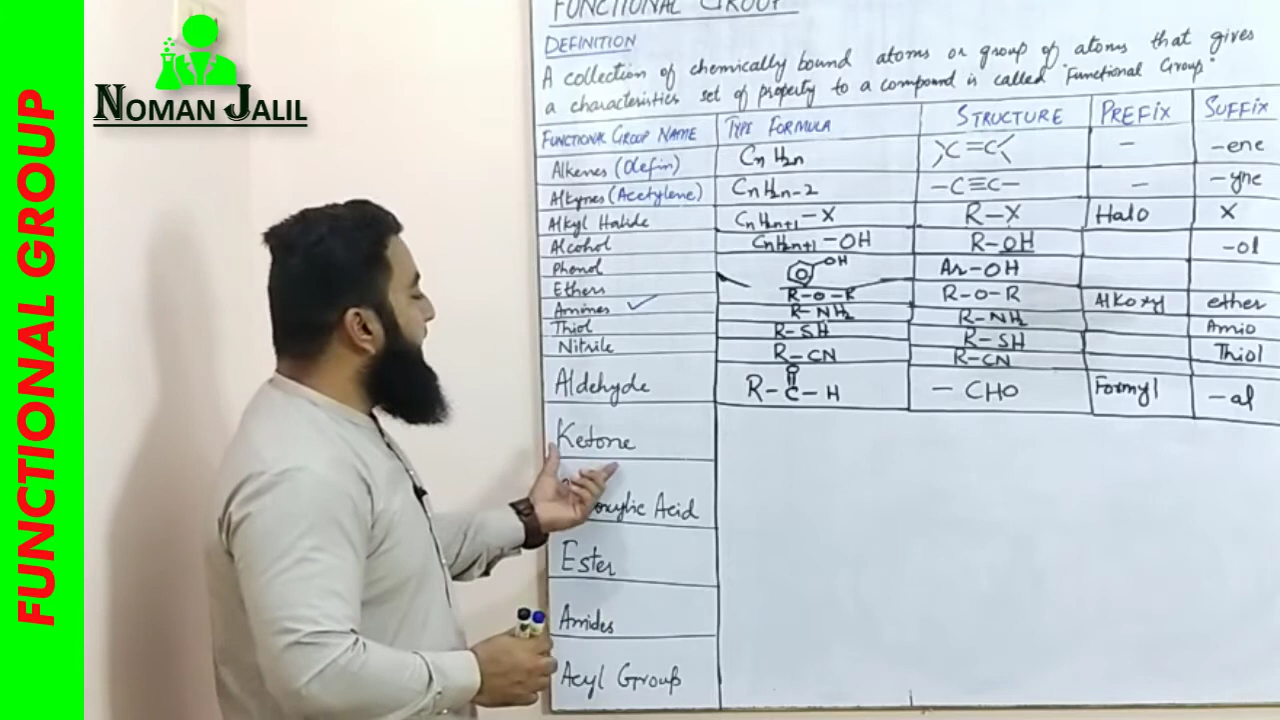 FUNCTIONAL GROUP
NOMAN JALIL
FUNCTIONAL GROUP
DEFINITION
A collection of chemically bound atoms or group of atoms that gives
a characteristics set of property to a compound is called "Functional Group"
FUNCTIONAL GROUP NAME TYPE FORMULA STRUCTURE PREFIX SUFFIX
Alkenes (Olefin) CnH2n >C=C< - -ene
Alkynes (Acetylene) CnH2n-2 -C≡C- - -yne
Alkyl Halide CnH2n+1-X R-X Halo X
Alcohol CnH2n+1-OH R-OH -ol
Phenol OH Ar-OH
Ethers R-O-R R-O-R Alkoxy ether
Amines ✓ R-NH2 R-NH2 Amio
Thiol R-SH R-SH Thiol
Nitrile R-CN R-CN
Aldehyde R-C-H O -CHO Formyl -al
Ketone
oxylic Acid
Ester
Amides
Acyl Group